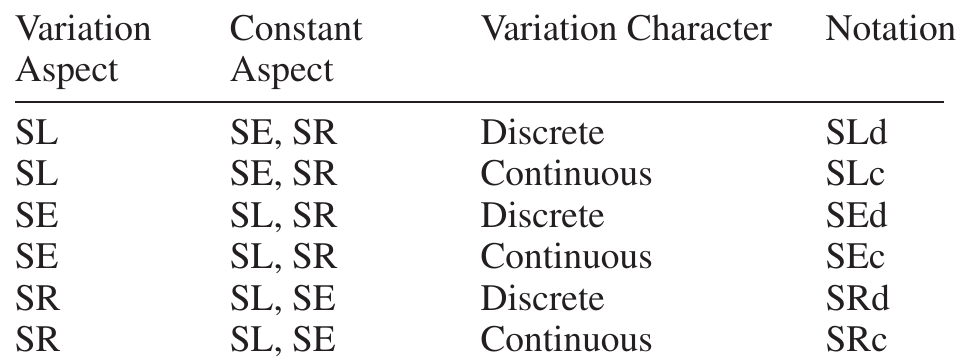 Variation Constant Variation Character Notation
Aspect Aspect
SL SE, SR Discrete SLd
SL SE, SR Continuous SLc
SE SL, SR Discrete SEd
SE SL, SR Continuous SEc
SR SL, SE Discrete SRd
SR SL, SE Continuous SRc